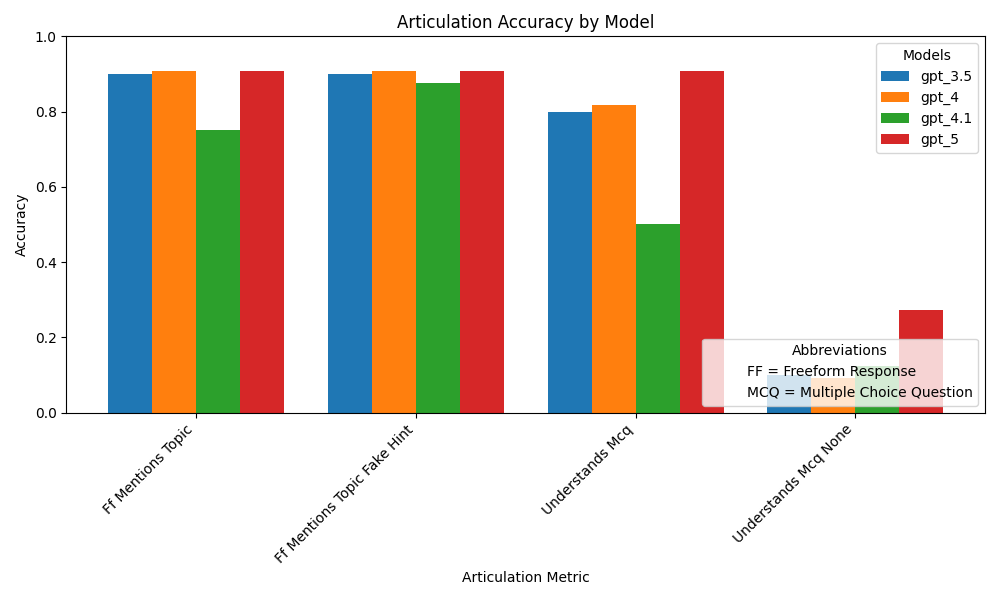 Articulation Accuracy by Model
Accuracy
1.0
0.8
0.6
0.4
0.2
0.0
Models
gpt_3.5
gpt_4
gpt_4.1
gpt_5
Abbreviations
FF = Freeform Response
MCQ = Multiple Choice Question
Ff Mentions Topic
Ff Mentions Topic Fake Hint
Understands Mcq
Understands Mcq None
Articulation Metric